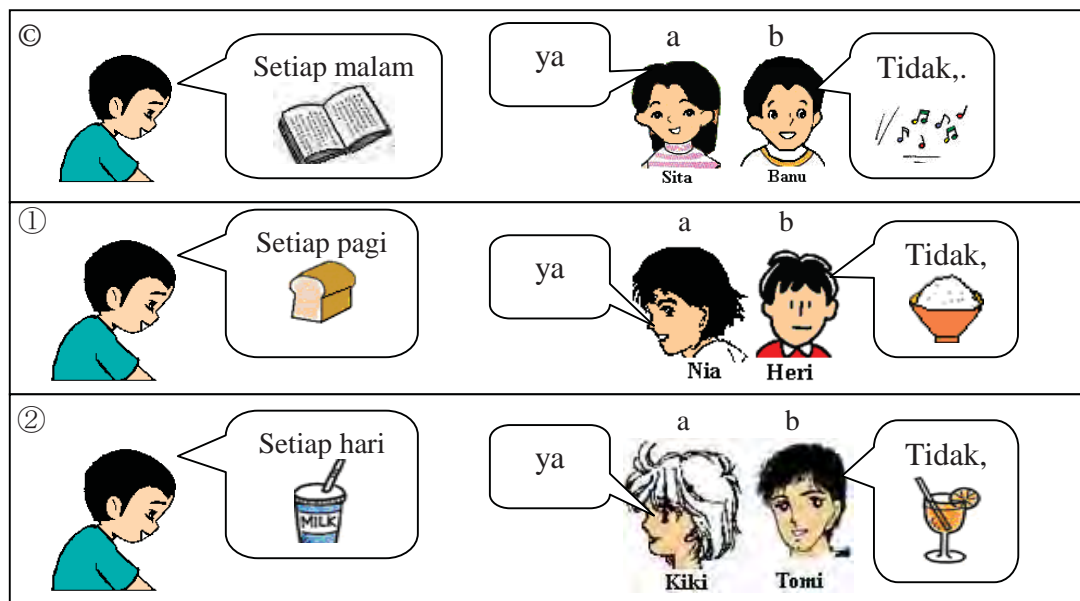 ©
Setiap malam
ya
a b
Tidak,.
Sita Banu
①
Setiap pagi
ya
a b
Tidak,
Nia Heri
②
Setiap hari
MILK
ya
a b
Tidak,
Kiki Tomi